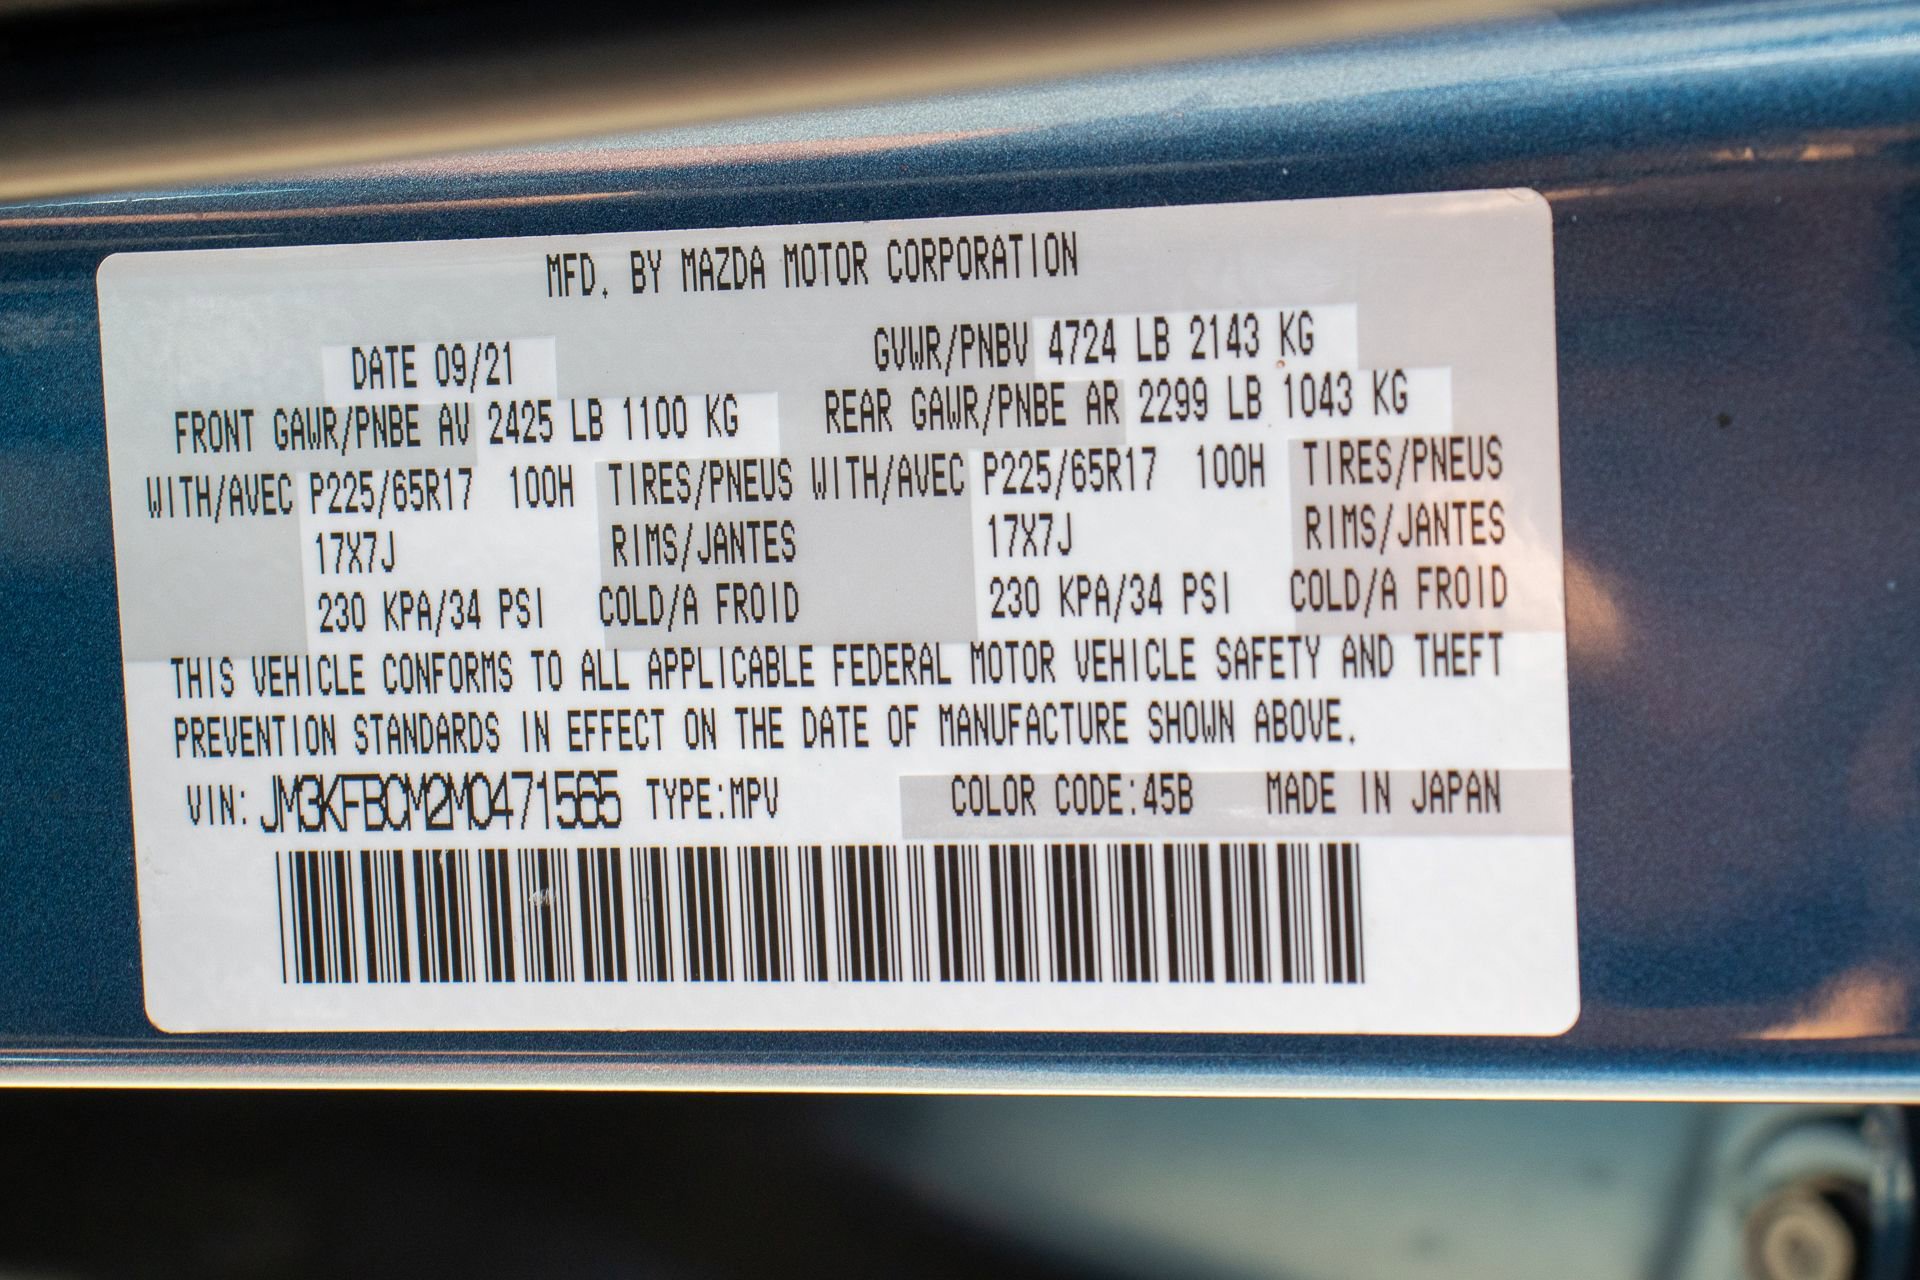 MFD. BY MAZDA MOTOR CORPORATION
DATE 09/21 GVWR/PNBV 4724 LB 2143 KG
FRONT GAWR/PNBE AV 2425 LB 1100 KG REAR GAWR/PNBE AR 2299 LB 1043 KG
WITH/AVEC P225/65R17 100H TIRES/PNEUS WITH/AVEC P225/65R17 100H TIRES/PNEUS
17X7J RIMS/JANTES 17X7J RIMS/JANTES
230 KPA/34 PSI COLD/A FROID 230 KPA/34 PSI COLD/A FROID
THIS VEHICLE CONFORMS TO ALL APPLICABLE FEDERAL MOTOR VEHICLE SAFETY AND THEFT
PREVENTION STANDARDS IN EFFECT ON THE DATE OF MANUFACTURE SHOWN ABOVE.
VIN: JM3KFBCM2M0471565 TYPE:MPV COLOR CODE:45B MADE IN JAPAN